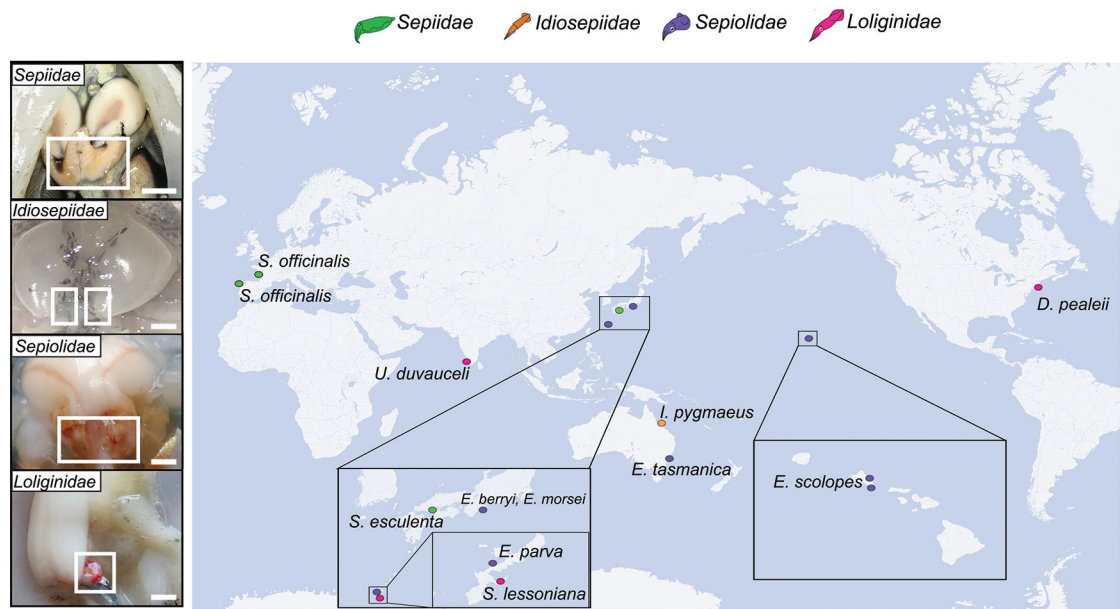 Sepiidae Idiosepiidae Sepiolidae Loliginidae
Sepiidae
Idiosepiidae
Sepiolidae
Loliginidae
S. officinalis
S. officinalis
D. pealeii
U. duvauceli
I. pygmaeus
E. tasmanica
E. berryi, E. morsei
S. esculenta
E. scolopes
E. parva
S. lessoniana